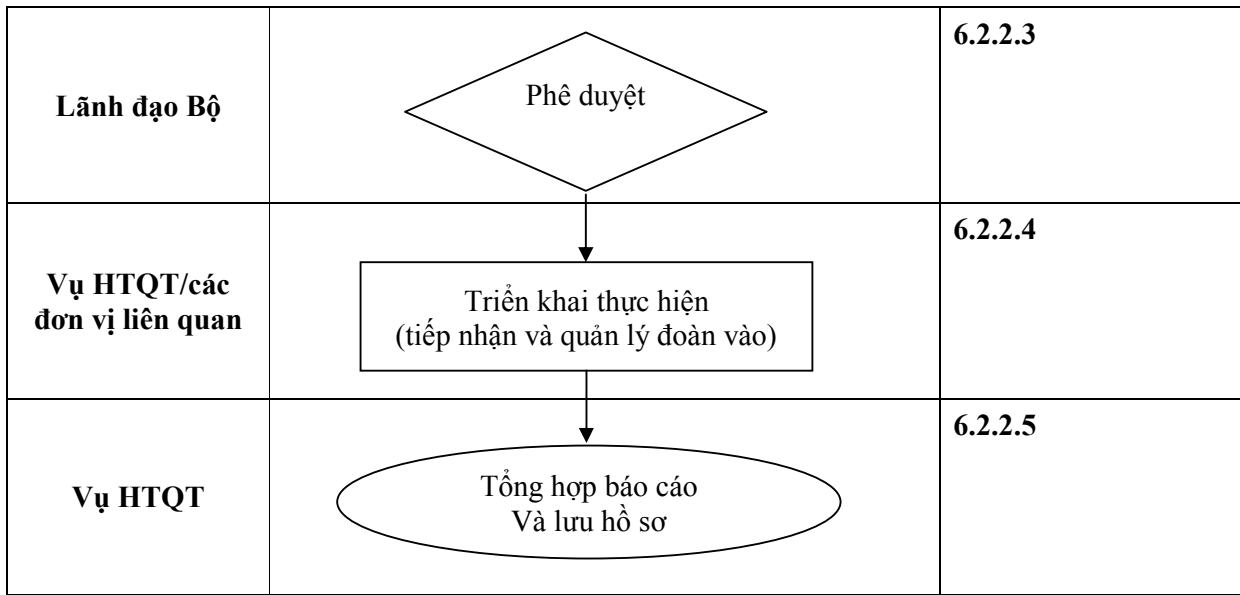 Lãnh đạo Bộ
Phê duyệt
6.2.2.3
Vụ HTQT/các
đơn vị liên quan
Triển khai thực hiện
(tiếp nhận và quản lý đoàn vào)
6.2.2.4
Vụ HTQT
Tổng hợp báo cáo
Và lưu hồ sơ
6.2.2.5